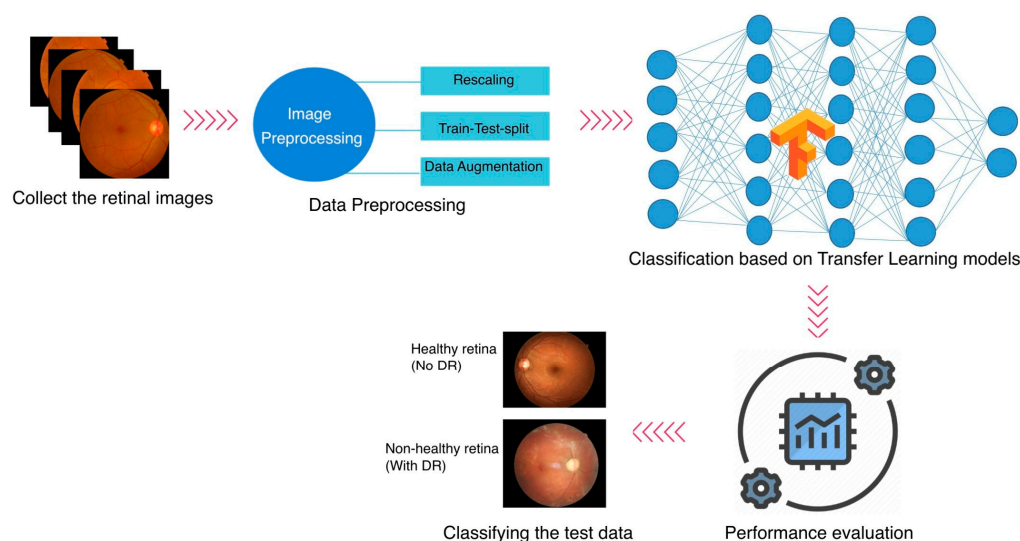 Collect the retinal images
Image
Preprocessing
Rescaling
Train-Test-split
Data Augmentation
Data Preprocessing
Classification based on Transfer Learning models
Healthy retina
(No DR)
Non-healthy retina
(With DR)
Classifying the test data
Performance evaluation